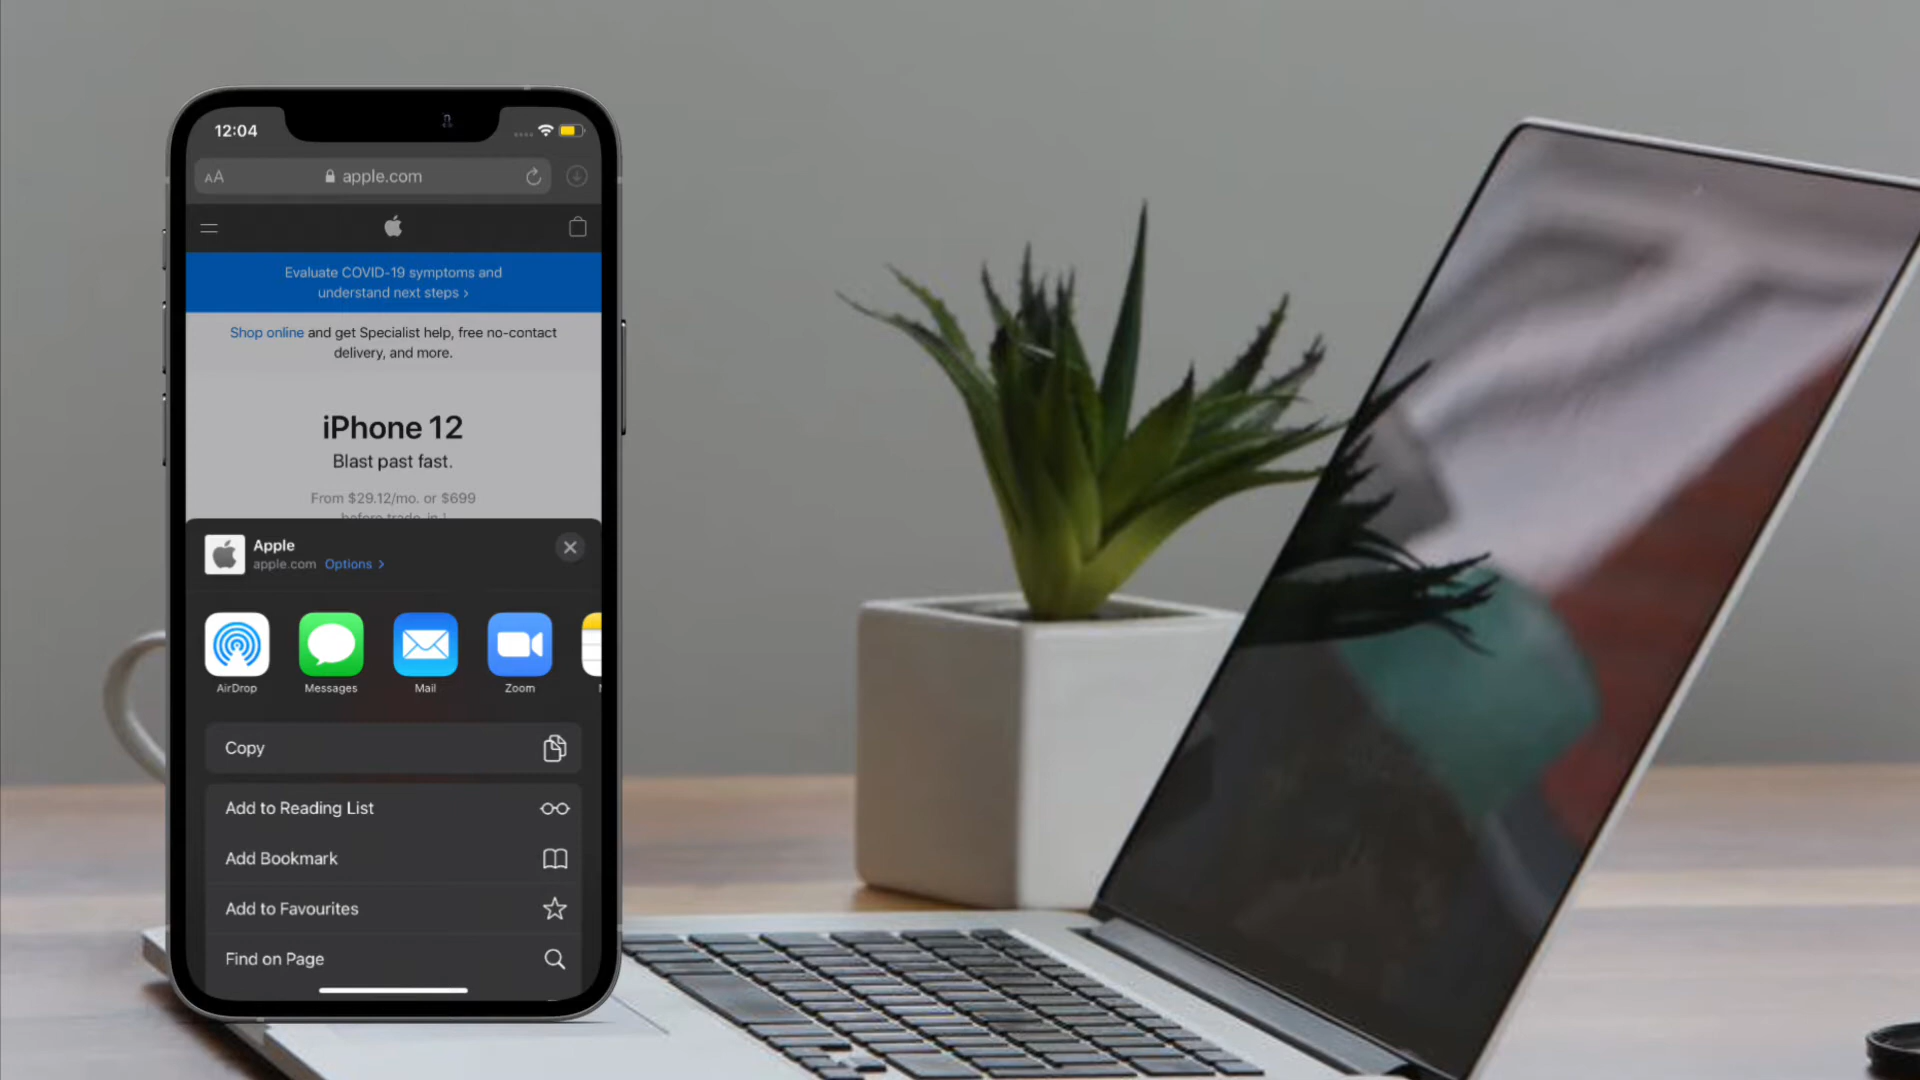 12:04
AA
apple.com
Evaluate COVID-19 symptoms and
understand next steps ›
Shop online and get Specialist help, free no-contact
delivery, and more.
iPhone 12
Blast past fast.
From $29.12/mo. or $699
before trade-in.¹
Apple
apple.com Options ›
AirDrop
Messages
Mail
Zoom
Copy
Add to Reading List
Add Bookmark
Add to Favourites
Find on Page